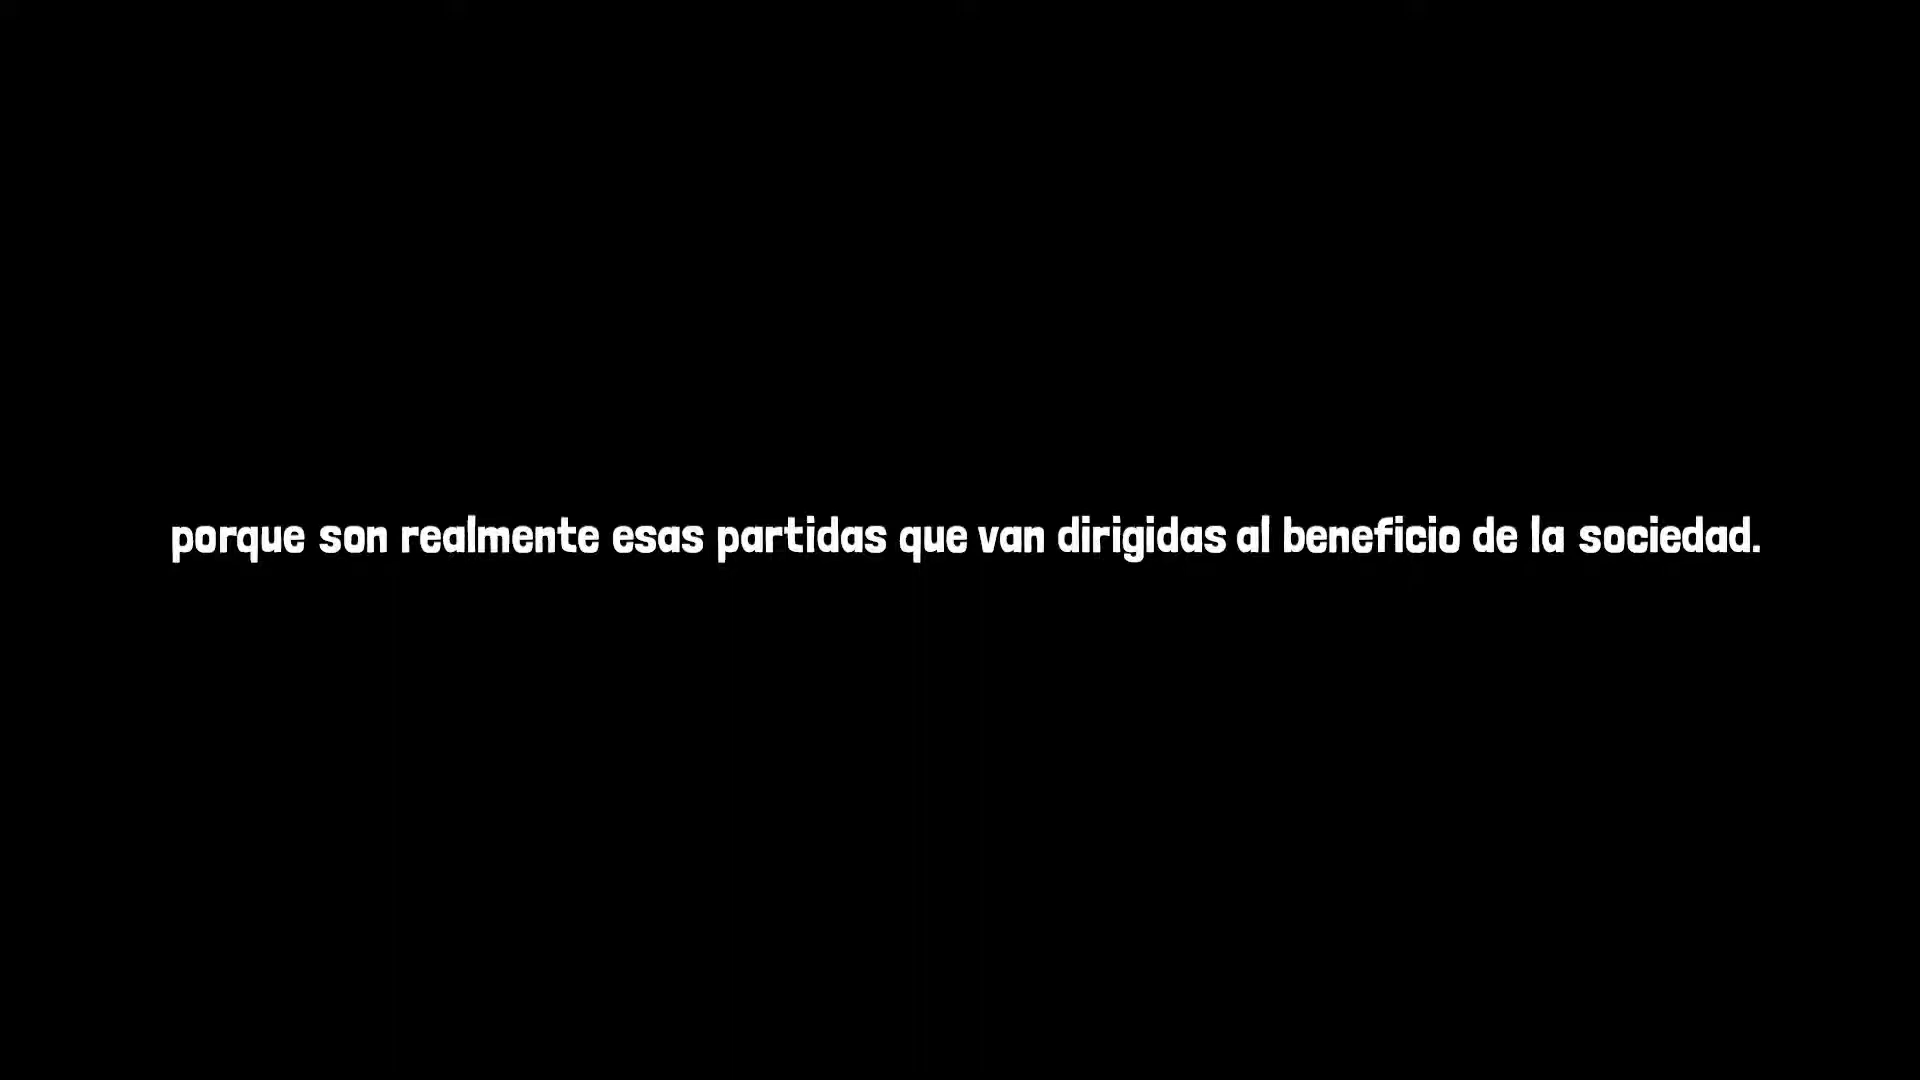 porque son realmente esas partidas que van dirigidas al beneficio de la sociedad.